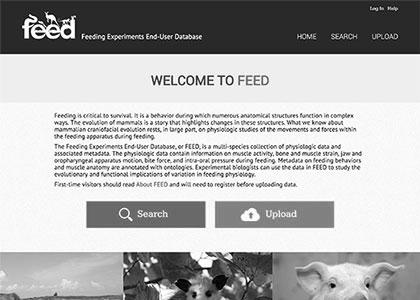 Log In Help
feed Feeding Experiments End-User Database
HOME SEARCH UPLOAD
WELCOME TO FEED
Feeding is critical to survival. It is a behavior during which numerous anatomical structures function in complex
ways. The evolution of mammals is a story that highlights changes in these structures. What we know about
mammalian craniofacial evolution rests, in large part, on physiologic studies of the movements and forces within
the feeding apparatus during feeding.
The Feeding Experiments End-User Database, or FEED, is a multi-species collection of physiologic data and
associated metadata. The physiologic data contain information on muscle activity, bone and muscle strain, jaw and
oropharyngeal apparatus motion, bite force, and intra-oral pressure during feeding. Metadata on feeding behaviors
and muscle anatomy are annotated with ontologies. Experimental biologists can use the data in FEED to study the
evolutionary and functional implications of variation in feeding physiology.
First-time visitors should read About FEED and will need to register before uploading data.
Search
Upload